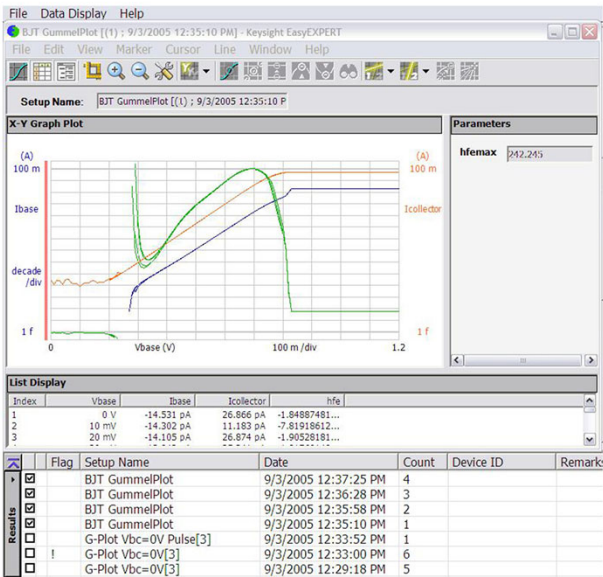 File Data Display Help
BJT GummelPlot [(1) ; 9/3/2005 12:35:10 PM] - Keysight EasyEXPERT
File Edit View Marker Cursor Line Window Help
Setup Name: BJT GummelPlot [(1) ; 9/3/2005 12:35:10 P
X-Y Graph Plot
Parameters
hfemax 242.245
(A)
100 m
Ibase
decade
/div
1 f
(A)
100 m
Icollector
1 f
0 Vbase (V) 100 m /div 1.2
List Display
Index Vbase Ibase Icollector hfe
1 0 V -14.531 pA 26.866 pA -1.84887481...
2 10 mV -14.302 pA 11.183 pA -7.81918612...
3 20 mV -14.105 pA 26.874 pA -1.90528181...
Results
Flag Setup Name Date Count Device ID Remark
BJT GummelPlot 9/3/2005 12:37:25 PM 4
BJT GummelPlot 9/3/2005 12:36:28 PM 3
BJT GummelPlot 9/3/2005 12:35:58 PM 2
BJT GummelPlot 9/3/2005 12:35:10 PM 1
G-Plot Vbc=0V Pulse[3] 9/3/2005 12:33:52 PM 1
! G-Plot Vbc=0V[3] 9/3/2005 12:33:00 PM 6
G-Plot Vbc=0V[3] 9/3/2005 12:29:18 PM 5